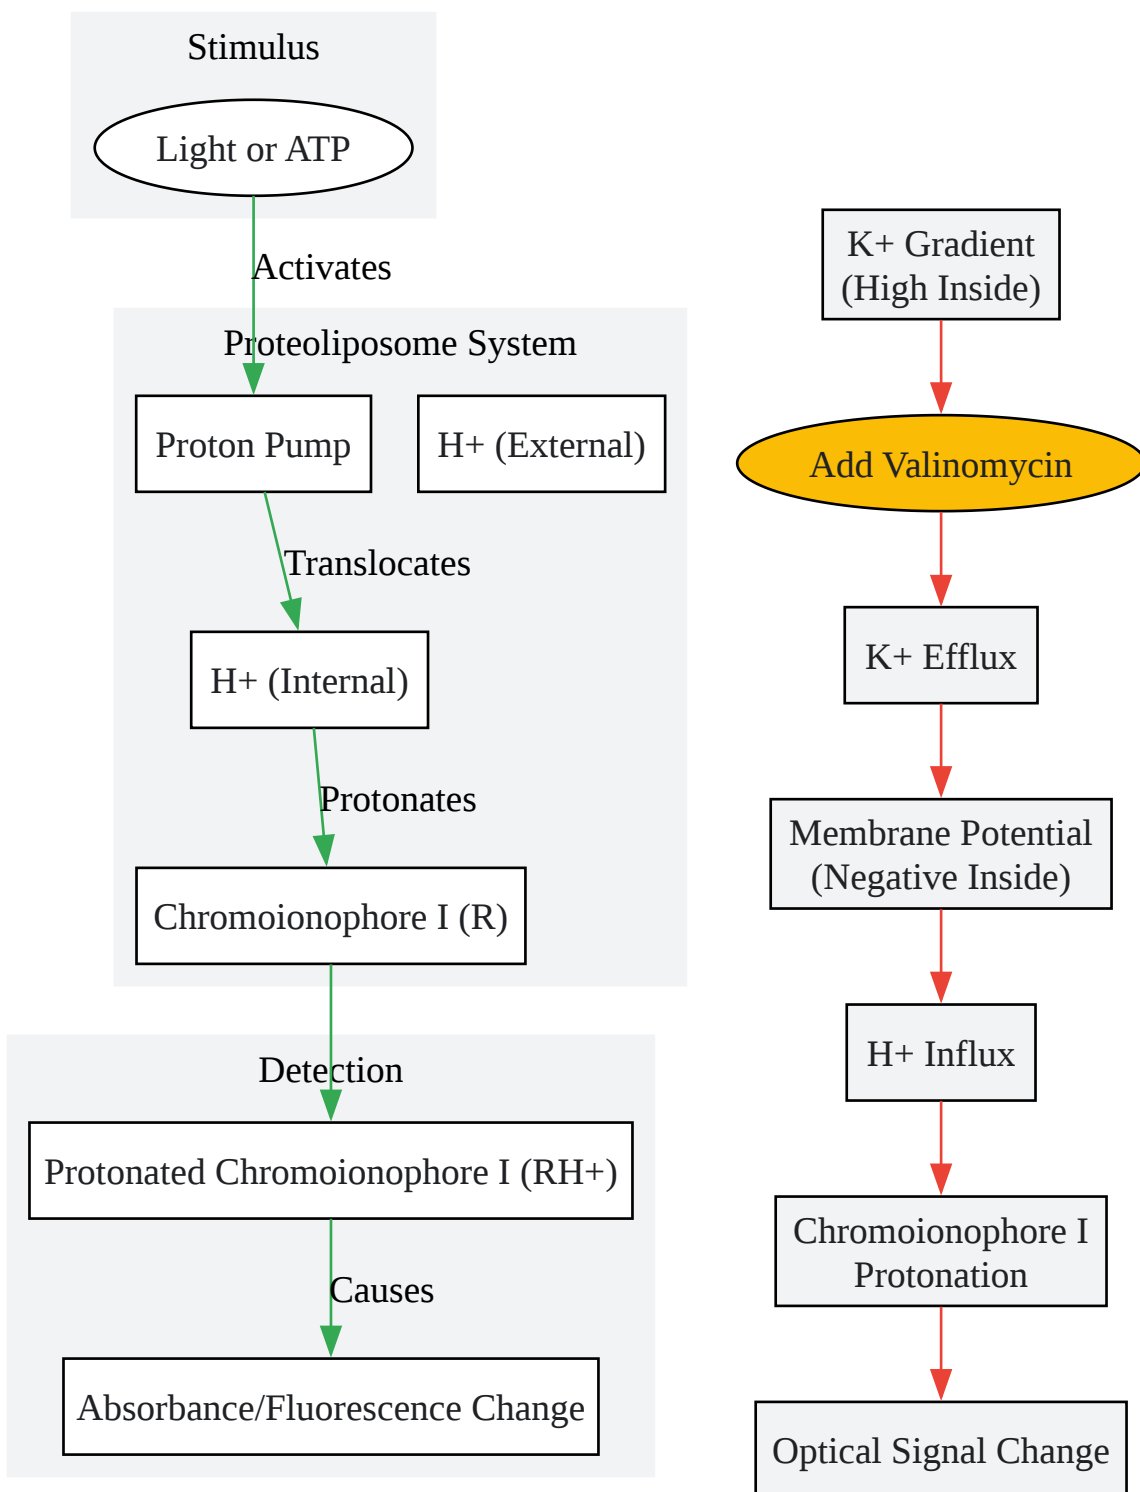 Stimulus
Light or ATP
Activates
Proteoliposome System
Proton Pump
H+ (External)
Translocates
H+ (Internal)
Protonates
Chromoionophore I (R)
Detection
Protonated Chromoionophore I (RH+)
Causes
Absorbance/Fluorescence Change
K+ Gradient
(High Inside)
Add Valinomycin
K+ Efflux
Membrane Potential
(Negative Inside)
H+ Influx
Chromoionophore I
Protonation
Optical Signal Change